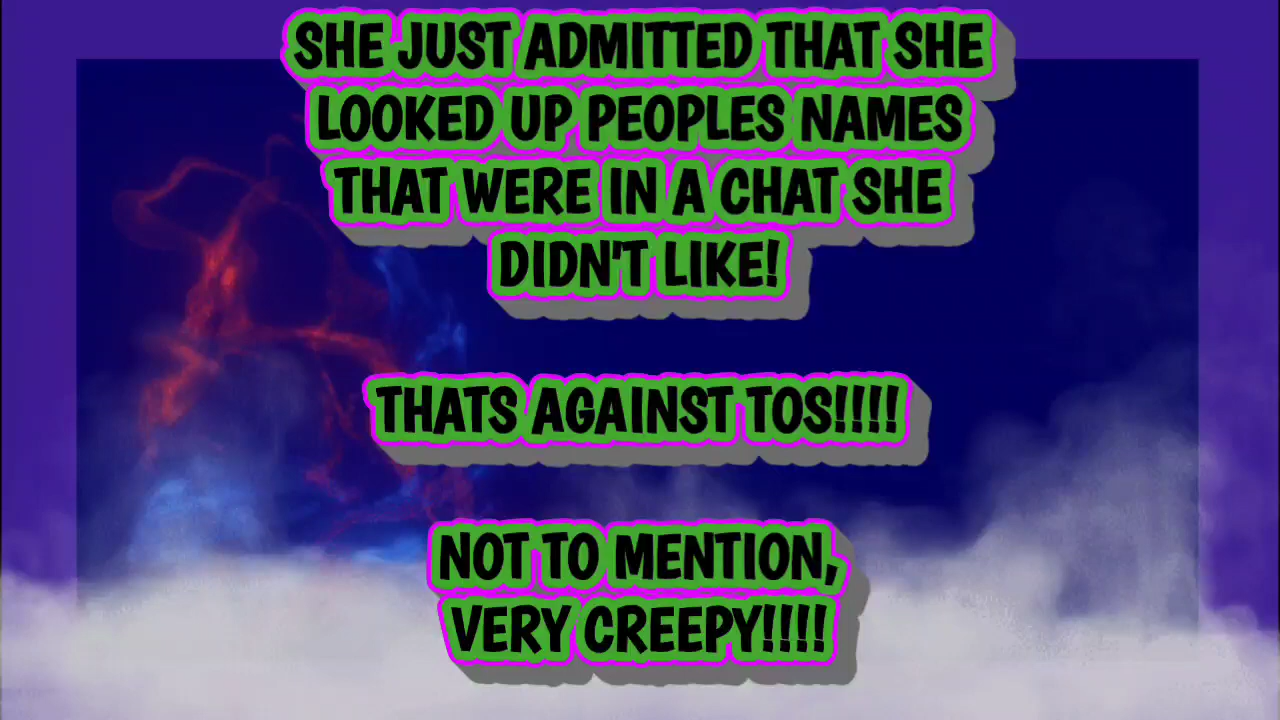 SHE JUST ADMITTED THAT SHE
LOOKED UP PEOPLES NAMES
THAT WERE IN A CHAT SHE
DIDN'T LIKE!
THATS AGAINST TOS!!!!
NOT TO MENTION,
VERY CREEPY!!!!